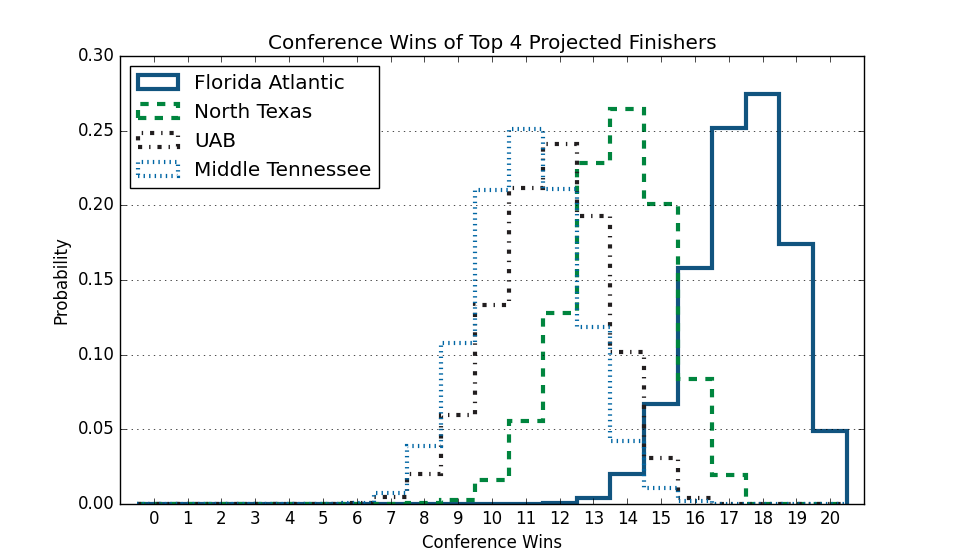 Conference Wins of Top 4 Projected Finishers
Florida Atlantic
North Texas
UAB
Middle Tennessee
0.30
0.25
0.20
0.15
0.10
0.05
0.00
Probability
0 1 2 3 4 5 6 7 8 9 10 11 12 13 14 15 16 17 18 19 20
Conference Wins